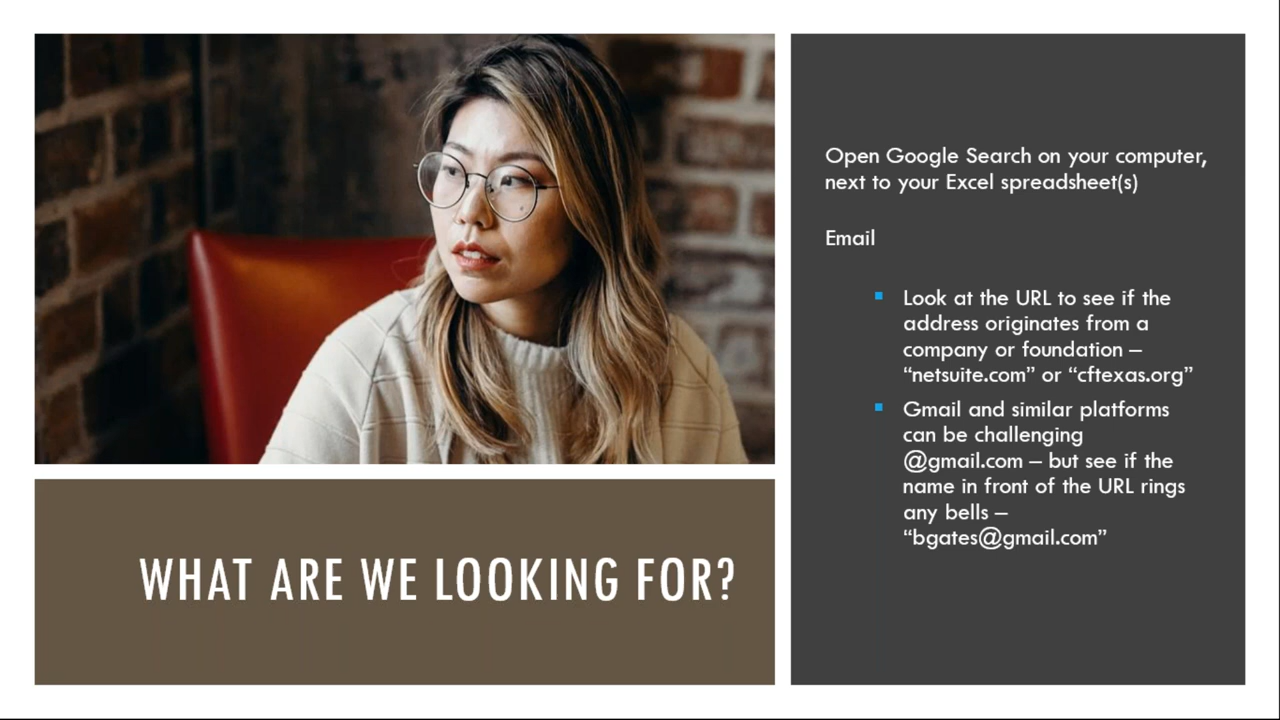 WHAT ARE WE LOOKING FOR?
Open Google Search on your computer,
next to your Excel spreadsheet(s)
Email
Look at the URL to see if the
address originates from a
company or foundation –
“netsuite.com” or “cftexas.org”
Gmail and similar platforms
can be challenging
@gmail.com – but see if the
name in front of the URL rings
any bells –
“bgates@gmail.com”